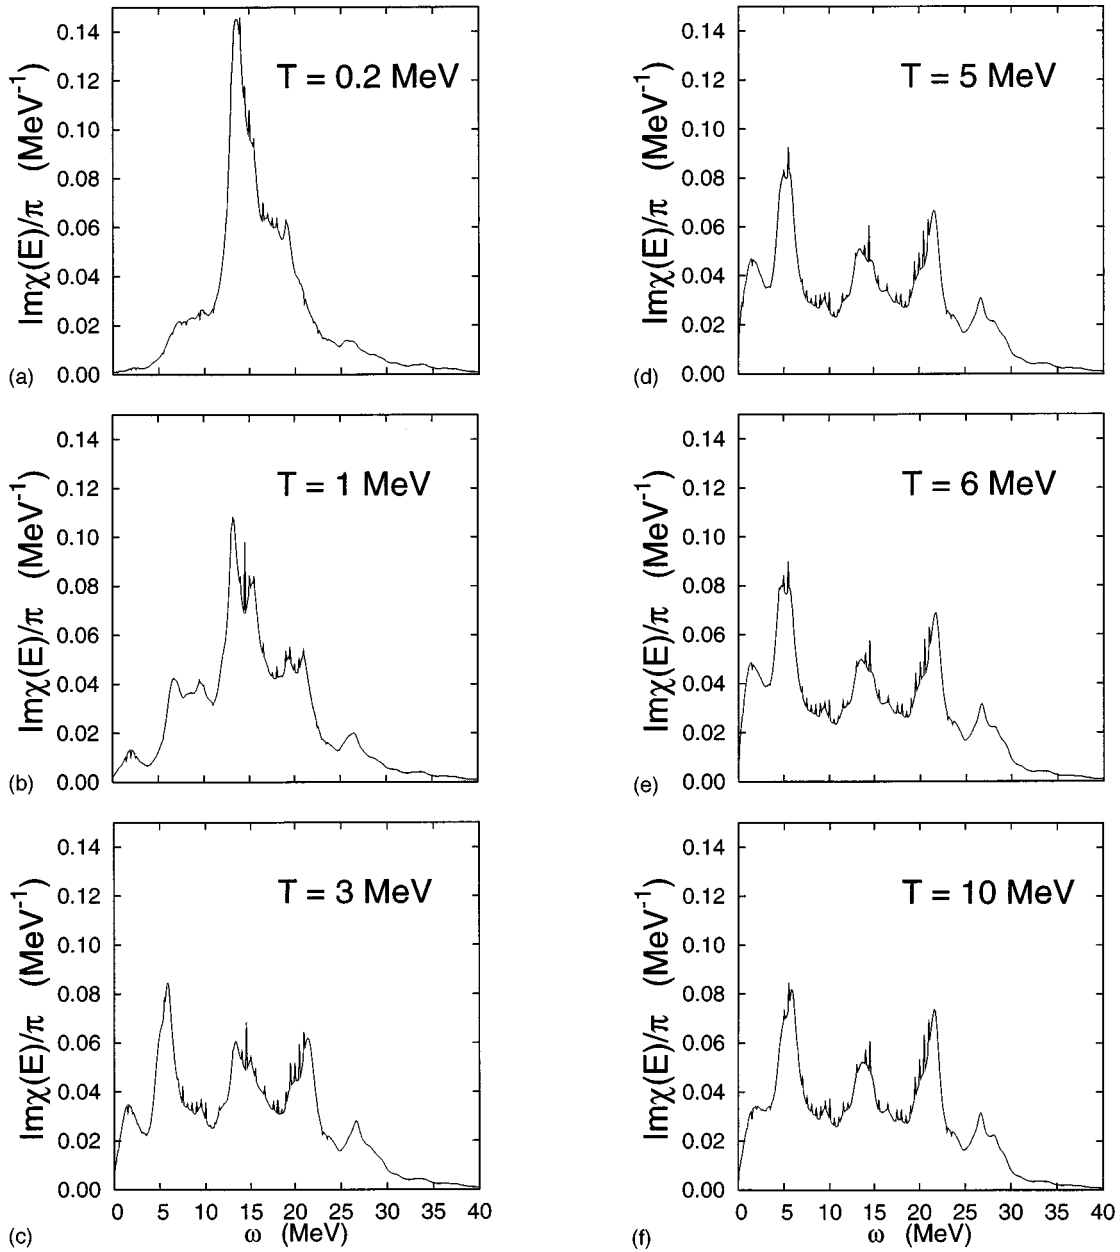 0.14
0.12
0.10
0.08
0.06
0.04
0.02
0.00
Imχ(E)/π (MeV⁻¹)
T = 0.2 MeV
(a)
0.14
0.12
0.10
0.08
0.06
0.04
0.02
0.00
Imχ(E)/π (MeV⁻¹)
T = 1 MeV
(b)
0.14
0.12
0.10
0.08
0.06
0.04
0.02
0.00
Imχ(E)/π (MeV⁻¹)
T = 3 MeV
0 5 10 15 20 25 30 35 40
ω (MeV)
(c)
0.14
0.12
0.10
0.08
0.06
0.04
0.02
0.00
Imχ(E)/π (MeV⁻¹)
T = 5 MeV
(d)
0.14
0.12
0.10
0.08
0.06
0.04
0.02
0.00
Imχ(E)/π (MeV⁻¹)
T = 6 MeV
(e)
0.14
0.12
0.10
0.08
0.06
0.04
0.02
0.00
Imχ(E)/π (MeV⁻¹)
T = 10 MeV
0 5 10 15 20 25 30 35 40
ω (MeV)
(f)